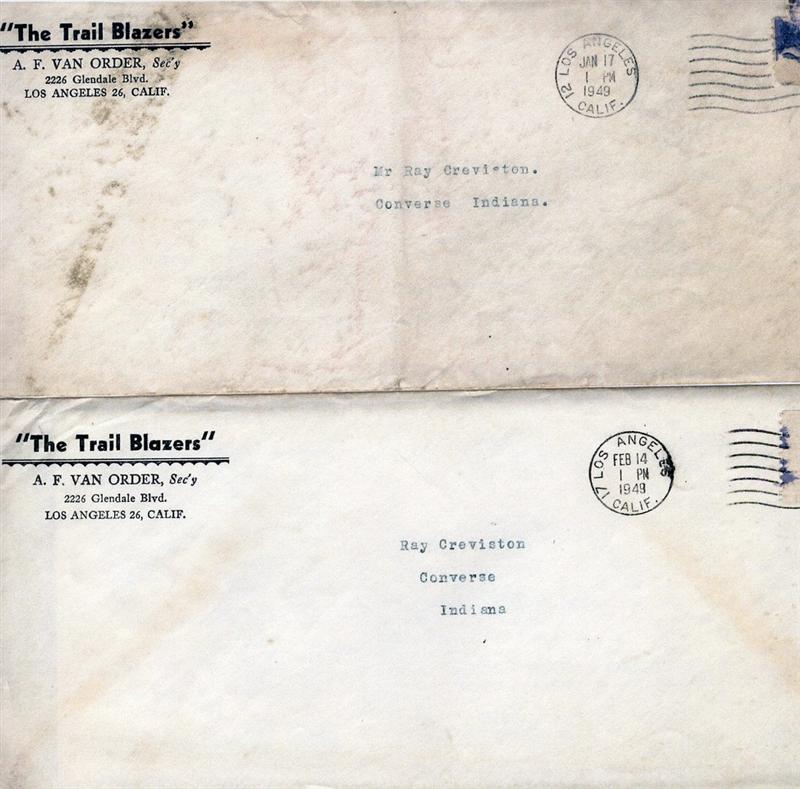 "The Trail Blazers"
A. F. VAN ORDER, Sec'y
2226 Glendale Blvd.
LOS ANGELES 26, CALIF.
12 LOS ANGELES
JAN 17
1 PM
1949
CALIF.
Mr Ray Creviston.
Converse Indiana.
"The Trail Blazers"
A. F. VAN ORDER, Sec'y
2226 Glendale Blvd.
LOS ANGELES 26, CALIF.
17 LOS ANGELES
FEB 14
1 PM
1949
CALIF.
Ray Creviston
Converse
Indiana